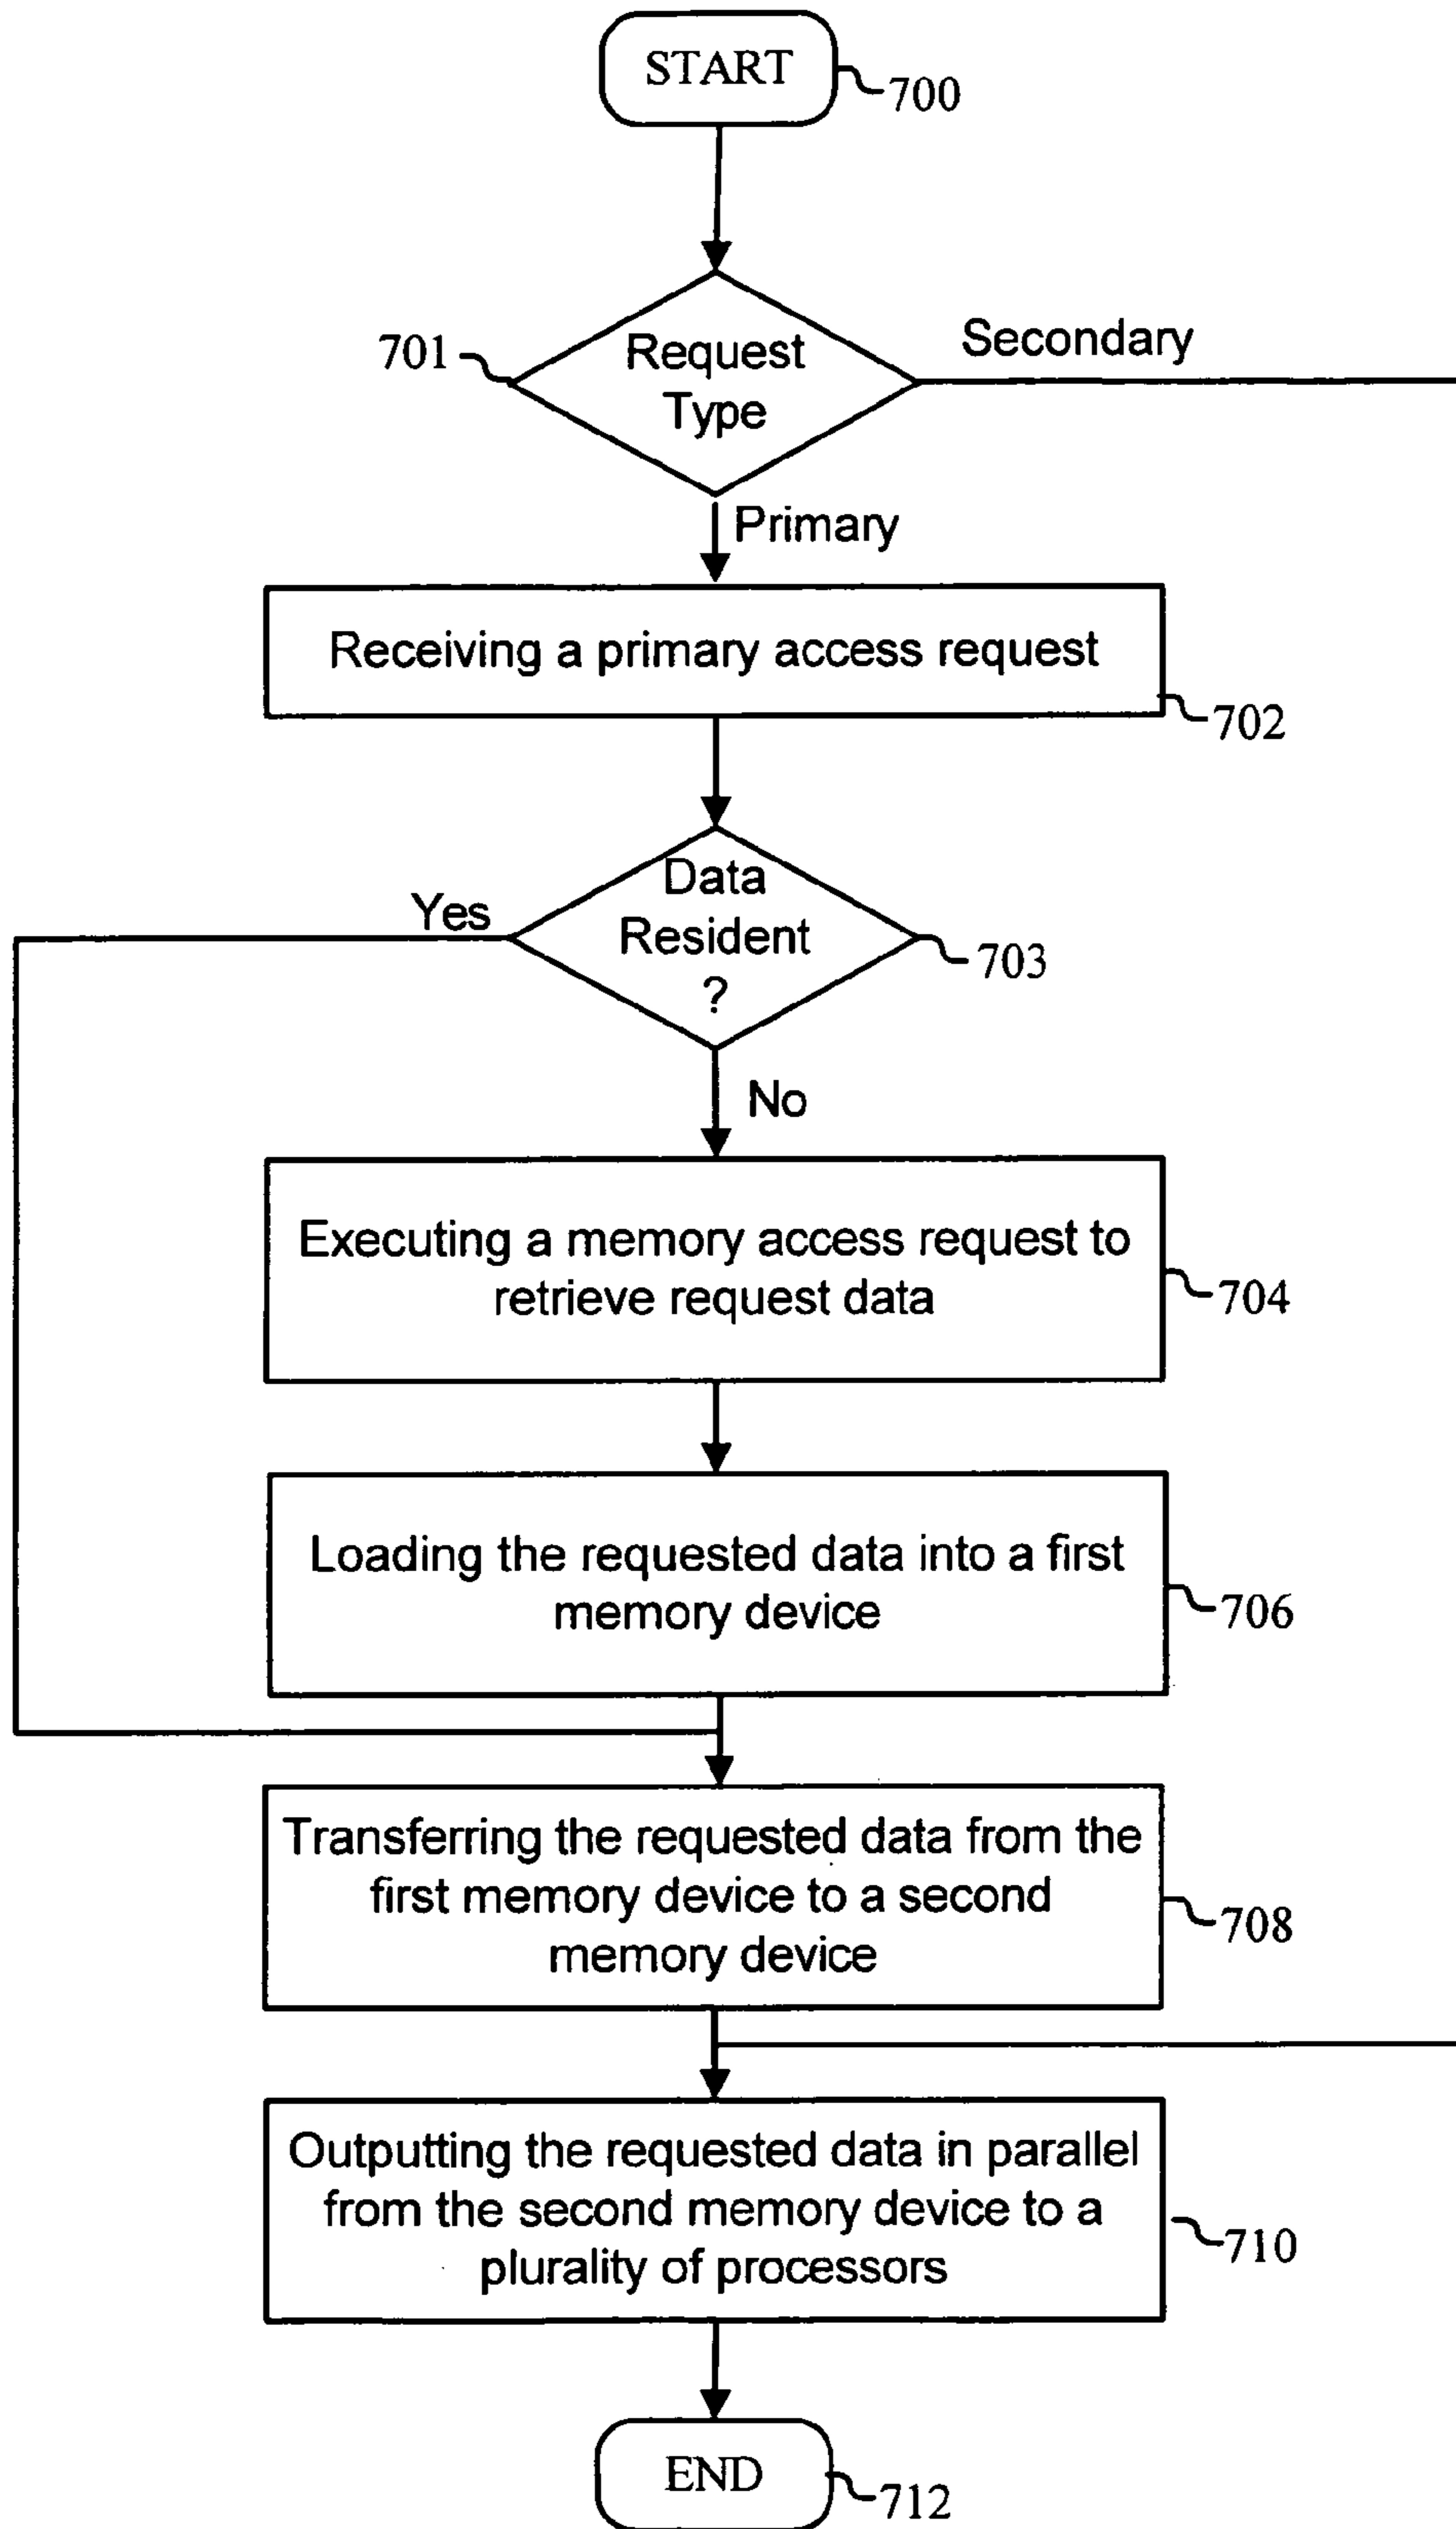 START
700
701
Request
Type
Secondary
Primary
Receiving a primary access request
702
Data
Resident
?
Yes
703
No
Executing a memory access request to
retrieve request data
704
Loading the requested data into a first
memory device
706
Transferring the requested data from the
first memory device to a second
memory device
708
Outputting the requested data in parallel
from the second memory device to a
plurality of processors
710
END
712